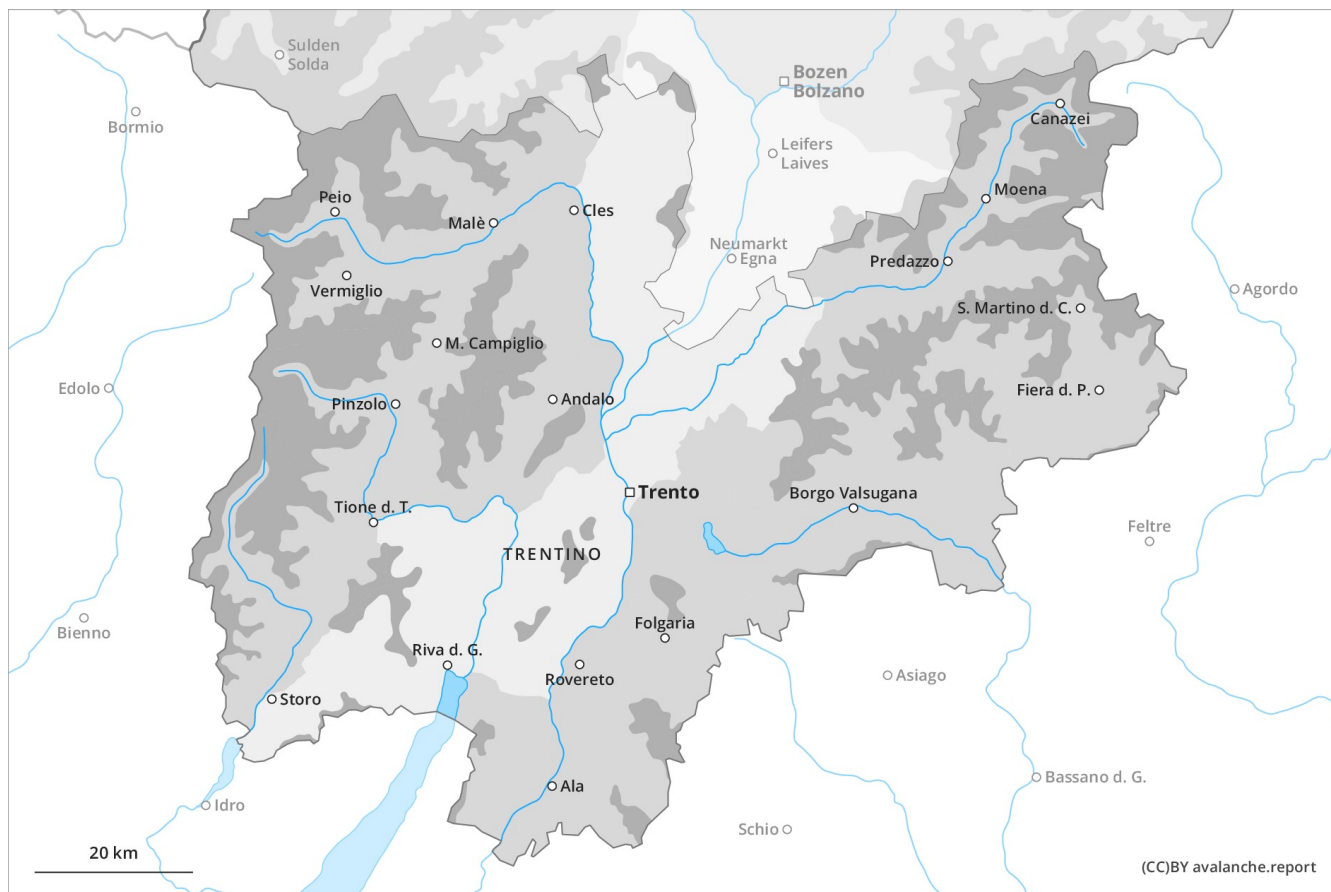 Sulden
Solda
Bozen
Bolzano
Bormio
Canazei
Leifers
Laives
Peio
Moena
Malè
Cles
Neumarkt
Egna
Predazzo
Vermiglio
Agordo
S. Martino d. C.
M. Campiglio
Edolo
Fiera d. P.
Pinzolo
Andalo
Trento
Borgo Valsugana
Tione d. T.
Feltre
TRENTINO
Bienno
Folgaria
Riva d. G.
Rovereto
Asiago
Storo
Bassano d. G.
Ala
Idro
Schio
20 km
(CC)BY avalanche.report